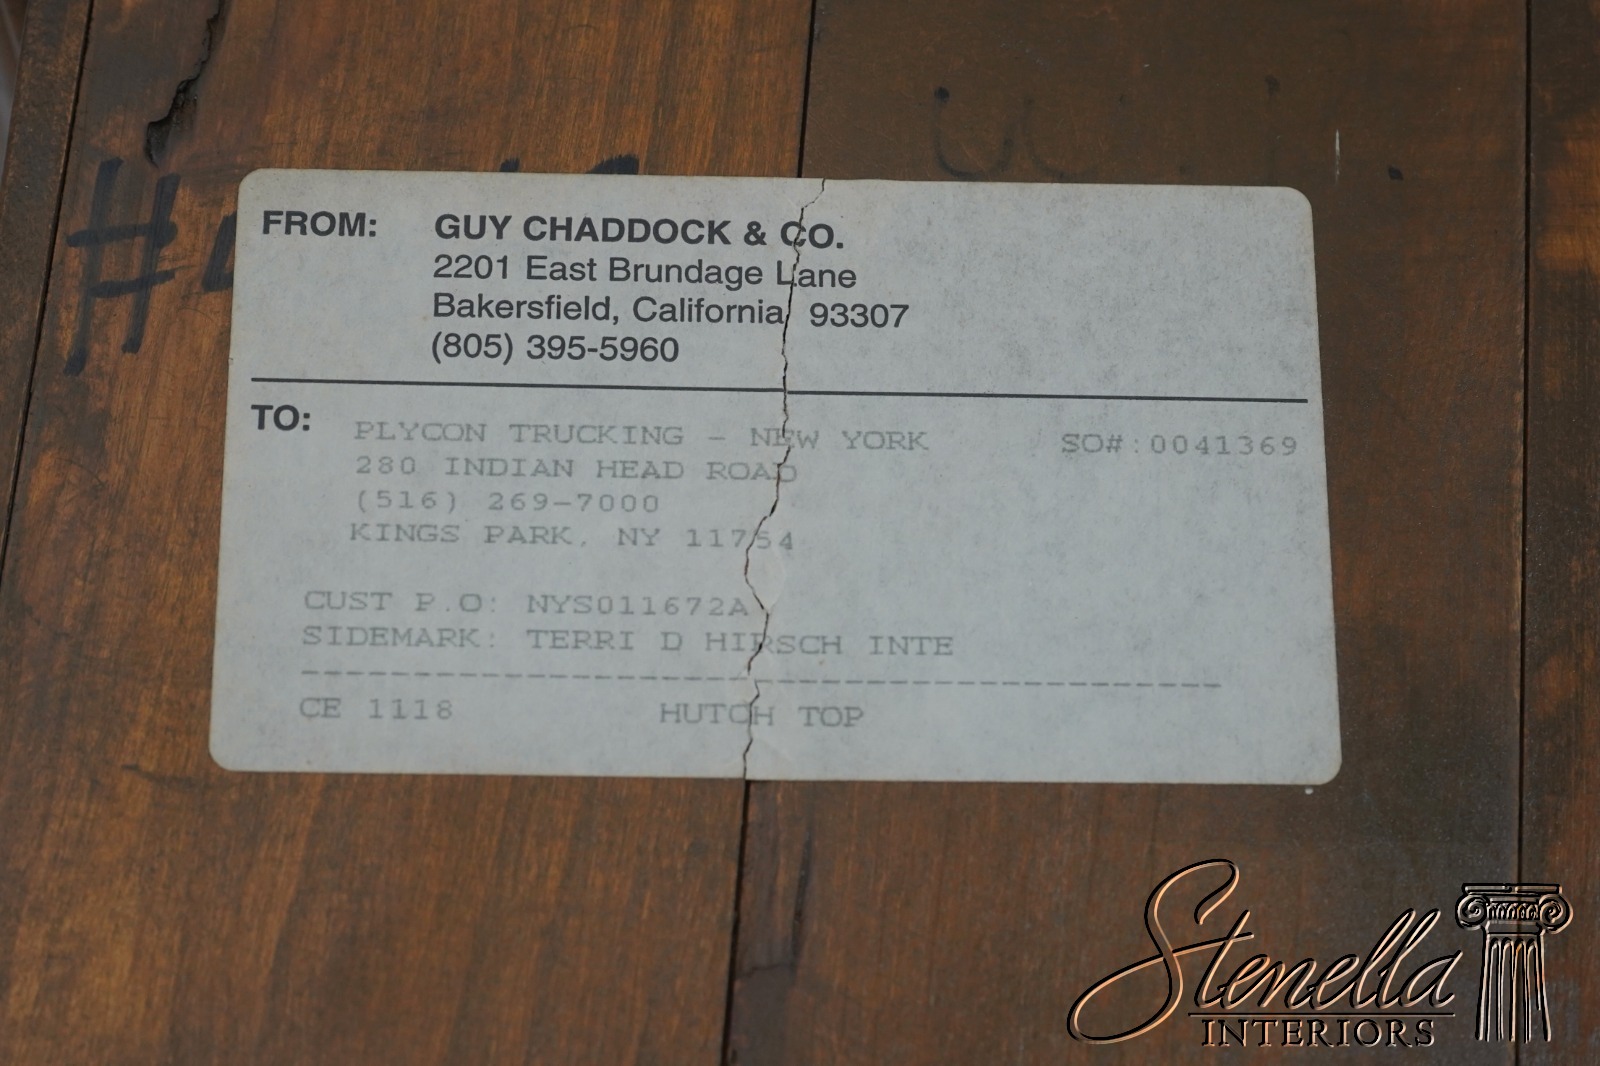 FROM: GUY CHADDOCK & CO.
2201 East Brundage Lane
Bakersfield, California 93307
(805) 395-5960
TO: PLYCON TRUCKING - NEW YORK SO#:0041369
280 INDIAN HEAD ROAD
(516) 269-7000
KINGS PARK, NY 11754
CUST P.O: NYS011672A
SIDEMARK: TERRI D HIRSCH INTE
CE 1118 HUTCH TOP
Stenella
INTERIORS